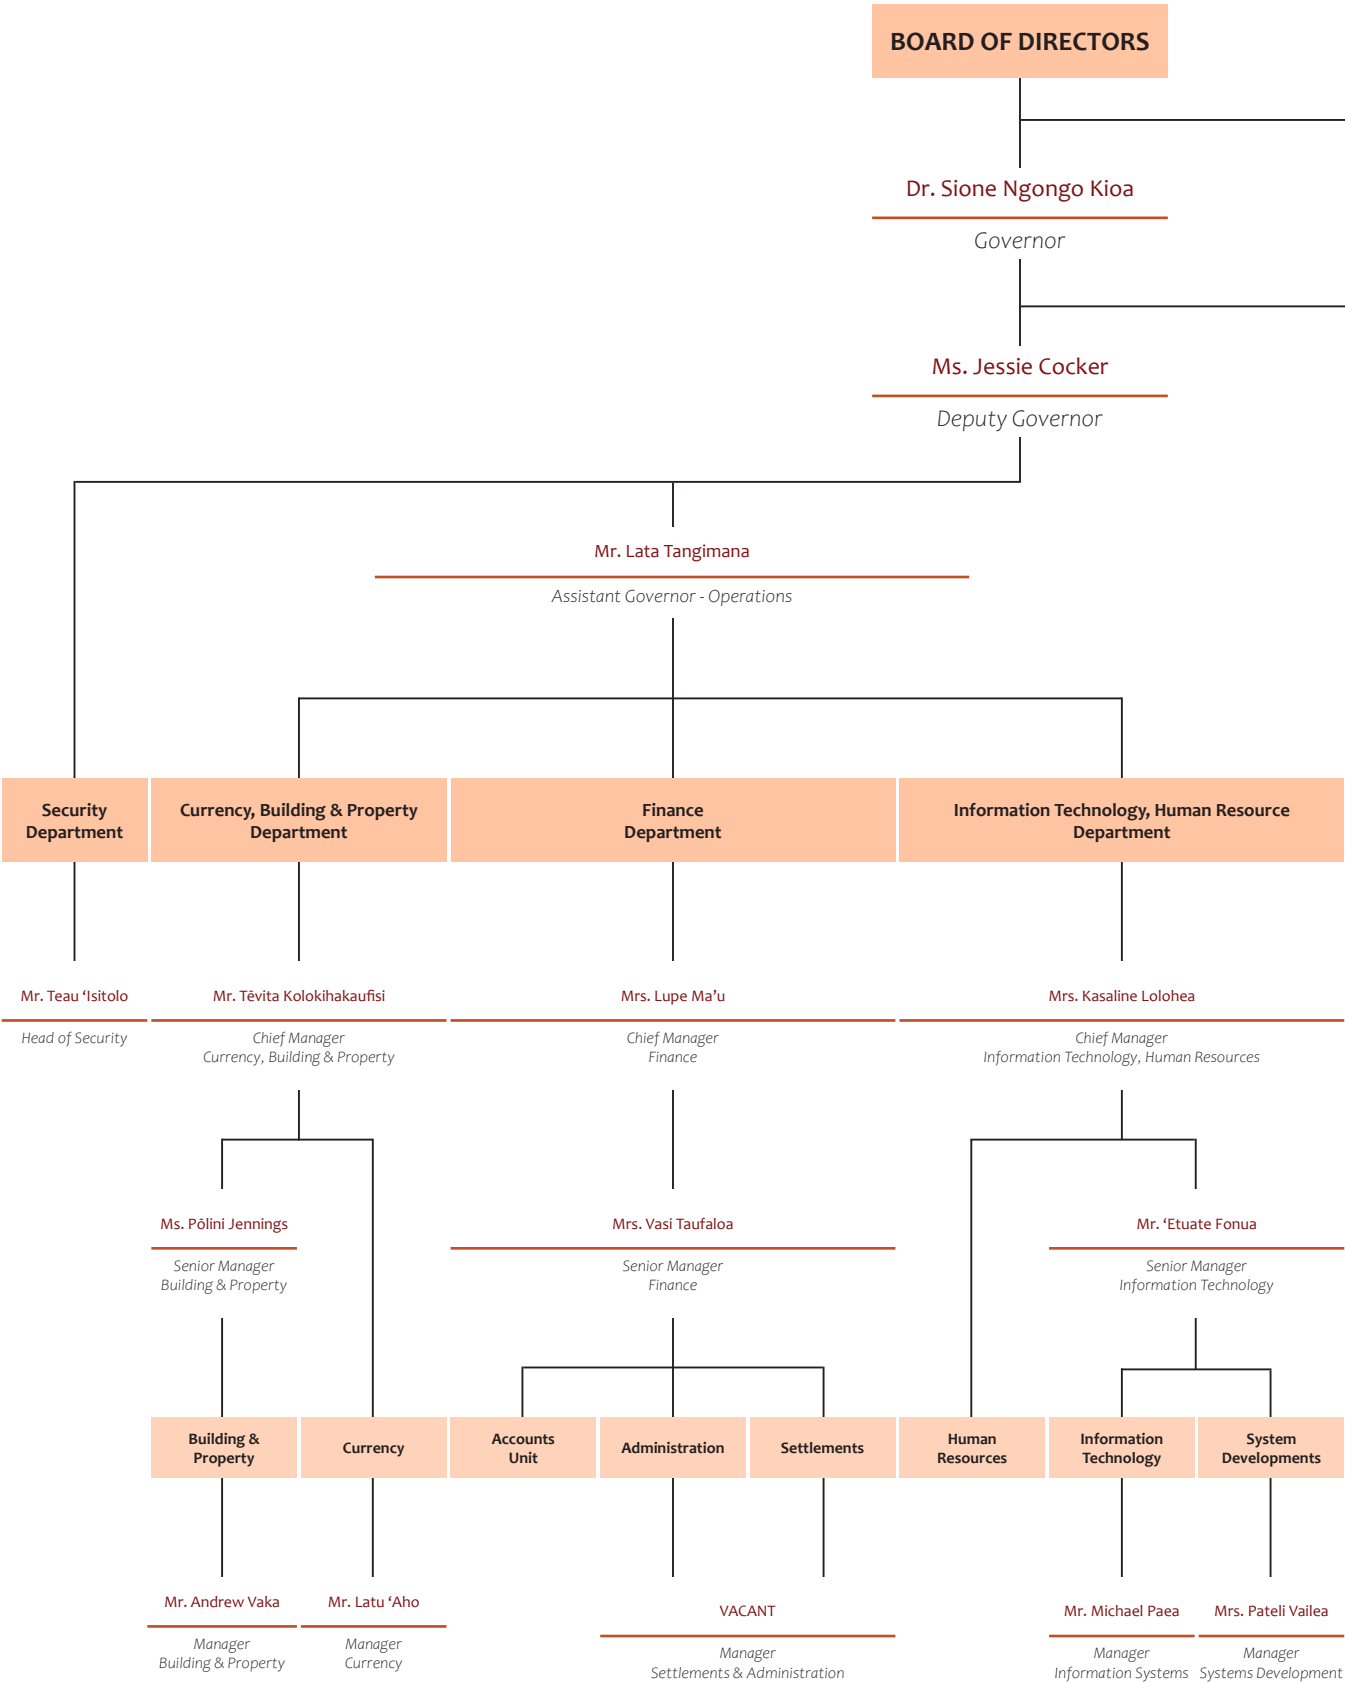 BOARD OF DIRECTORS
Dr. Sione Ngongo Kioa
Governor
Ms. Jessie Cocker
Deputy Governor
Mr. Lata Tangimana
Assistant Governor - Operations
Security
Department
Currency, Building & Property
Department
Finance
Department
Information Technology, Human Resource
Department
Mr. Teau ‘Isitolo
Head of Security
Mr. Tēvita Kolokihakaufisi
Chief Manager
Currency, Building & Property
Mrs. Lupe Ma’u
Chief Manager
Finance
Mrs. Kasaline Lolohea
Chief Manager
Information Technology, Human Resources
Ms. Pōlini Jennings
Senior Manager
Building & Property
Mrs. Vasi Taufaloa
Senior Manager
Finance
Mr. ‘Etuate Fonua
Senior Manager
Information Technology
Building &
Property
Currency
Accounts
Unit
Administration
Settlements
Human
Resources
Information
Technology
System
Developments
Mr. Andrew Vaka
Manager
Building & Property
Mr. Latu ‘Aho
Manager
Currency
VACANT
Manager
Settlements & Administration
Mr. Michael Paea
Manager
Information Systems
Mrs. Pateli Vailea
Manager
Systems Development